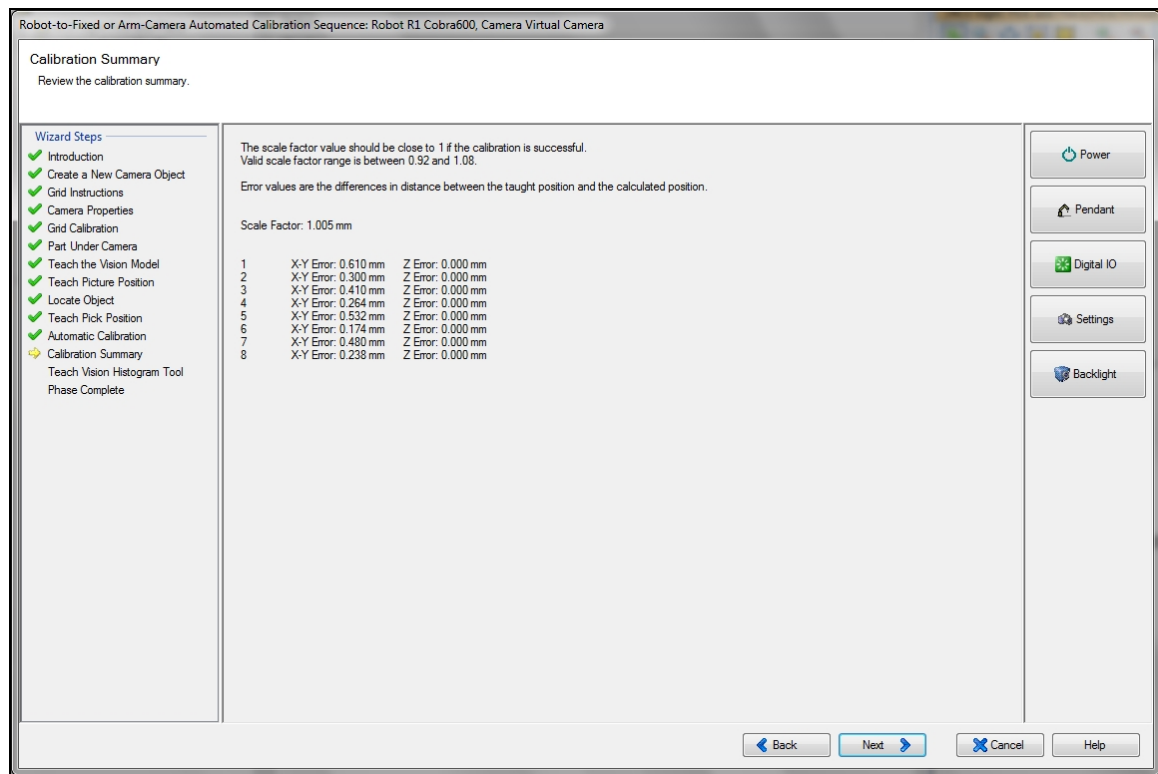 Robot-to-Fixed or Arm-Camera Automated Calibration Sequence: Robot R1 Cobra600, Camera Virtual Camera
Calibration Summary
Review the calibration summary.
Wizard Steps
Introduction
Create a New Camera Object
Grid Instructions
Camera Properties
Grid Calibration
Part Under Camera
Teach the Vision Model
Teach Picture Position
Locate Object
Teach Pick Position
Automatic Calibration
Calibration Summary
Teach Vision Histogram Tool
Phase Complete
The scale factor value should be close to 1 if the calibration is successful.
Valid scale factor range is between 0.92 and 1.08.
Error values are the differences in distance between the taught position and the calculated position.
Scale Factor: 1.005 mm
1 X-Y Error: 0.610 mm Z Error: 0.000 mm
2 X-Y Error: 0.300 mm Z Error: 0.000 mm
3 X-Y Error: 0.410 mm Z Error: 0.000 mm
4 X-Y Error: 0.264 mm Z Error: 0.000 mm
5 X-Y Error: 0.532 mm Z Error: 0.000 mm
6 X-Y Error: 0.174 mm Z Error: 0.000 mm
7 X-Y Error: 0.480 mm Z Error: 0.000 mm
8 X-Y Error: 0.238 mm Z Error: 0.000 mm
Power
Pendant
Digital IO
Settings
Backlight
Back
Next
Cancel
Help